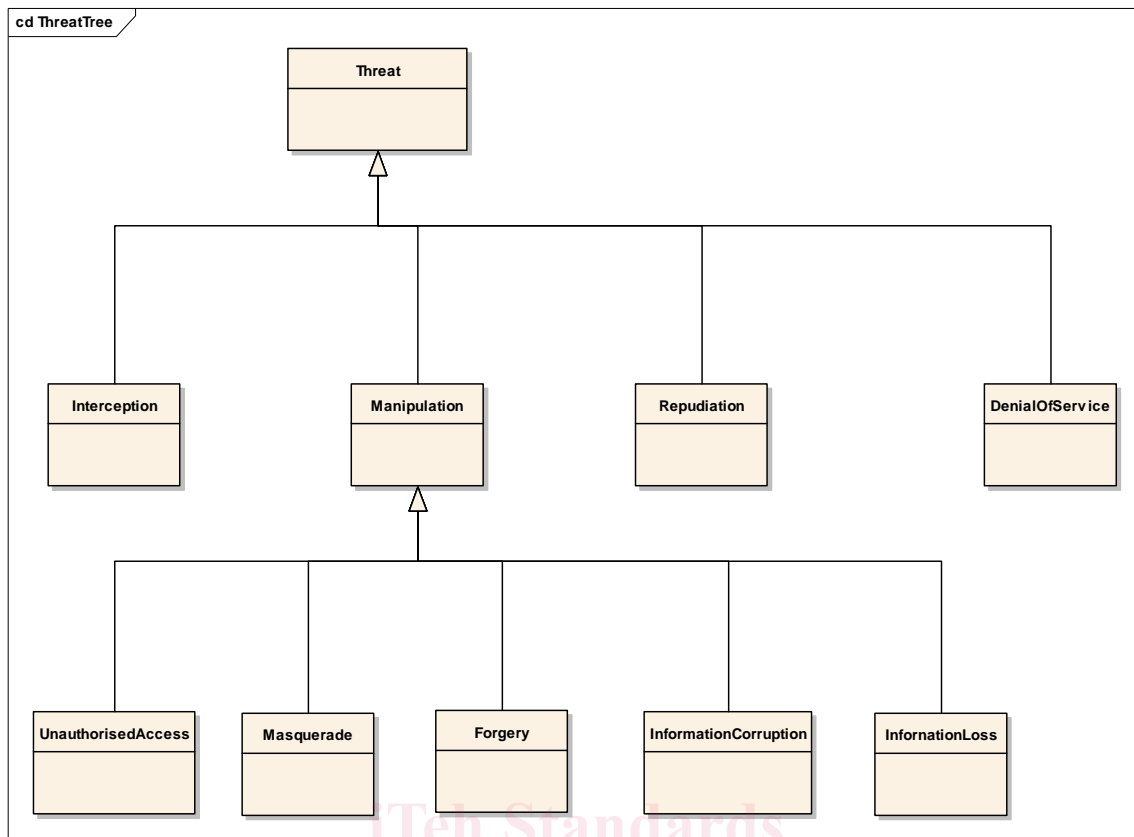 cd ThreatTree
Threat
Interception
Manipulation
Repudiation
DenialOfService
UnauthorisedAccess
Masquerade
Forgery
InformationCorruption
InfornationLoss
iTeh Standards